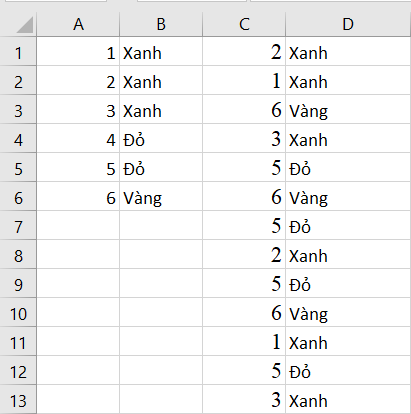 A B C D
1 1 Xanh 2 Xanh
2 2 Xanh 1 Xanh
3 3 Xanh 6 Vàng
4 4 Đỏ 3 Xanh
5 5 Đỏ 5 Đỏ
6 6 Vàng 6 Vàng
7 5 Đỏ
8 2 Xanh
9 5 Đỏ
10 6 Vàng
11 1 Xanh
12 5 Đỏ
13 3 Xanh